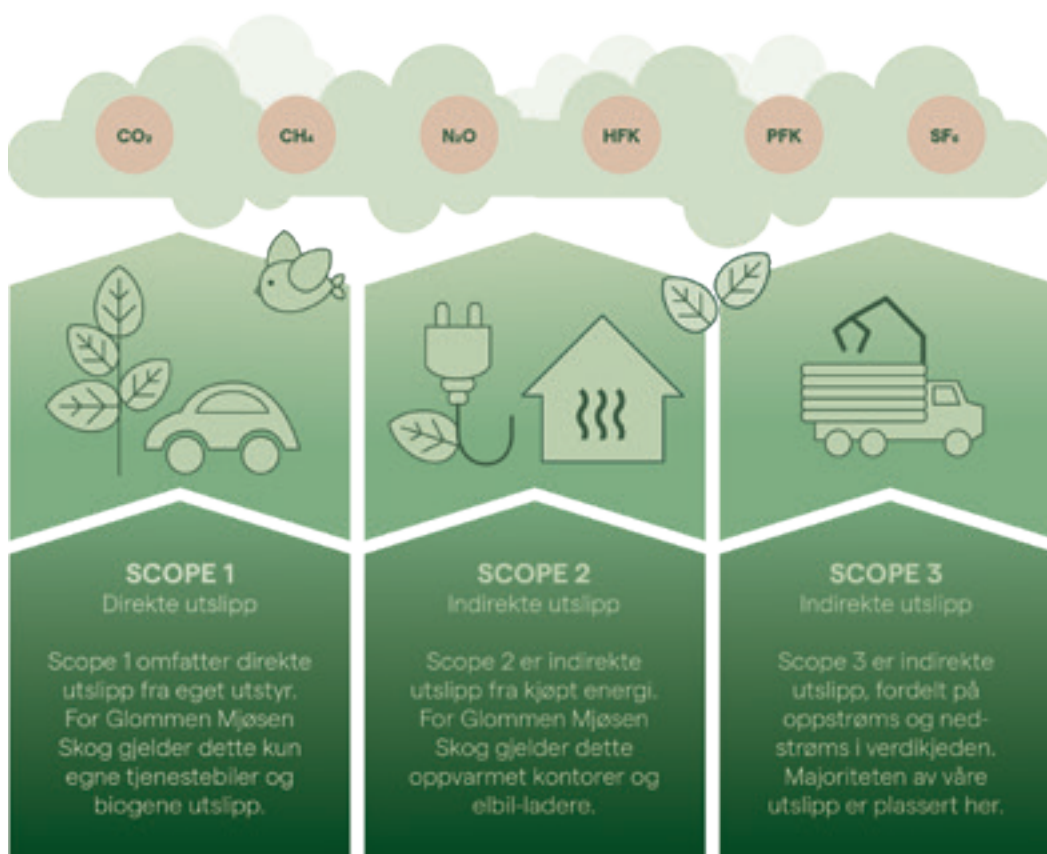 CO₂ CH₄ N₂O HFK PFK SF₆
SCOPE 1
Direkte utslipp
Scope 1 omfatter direkte
utslipp fra eget utstyr.
For Glommen Mjøsen
Skog gjelder dette kun
egne tjenestebiler og
biogene utslipp.
SCOPE 2
Indirekte utslipp
Scope 2 er indirekte
utslipp fra kjøpt energi.
For Glommen Mjøsen
Skog gjelder dette
oppvarmet kontorer og
elbil-ladere.
SCOPE 3
Indirekte utslipp
Scope 3 er indirekte
utslipp, fordelt på
oppstrøms og ned-
strøms i verdikjeden.
Majoriteten av våre
utslipp er plassert her.